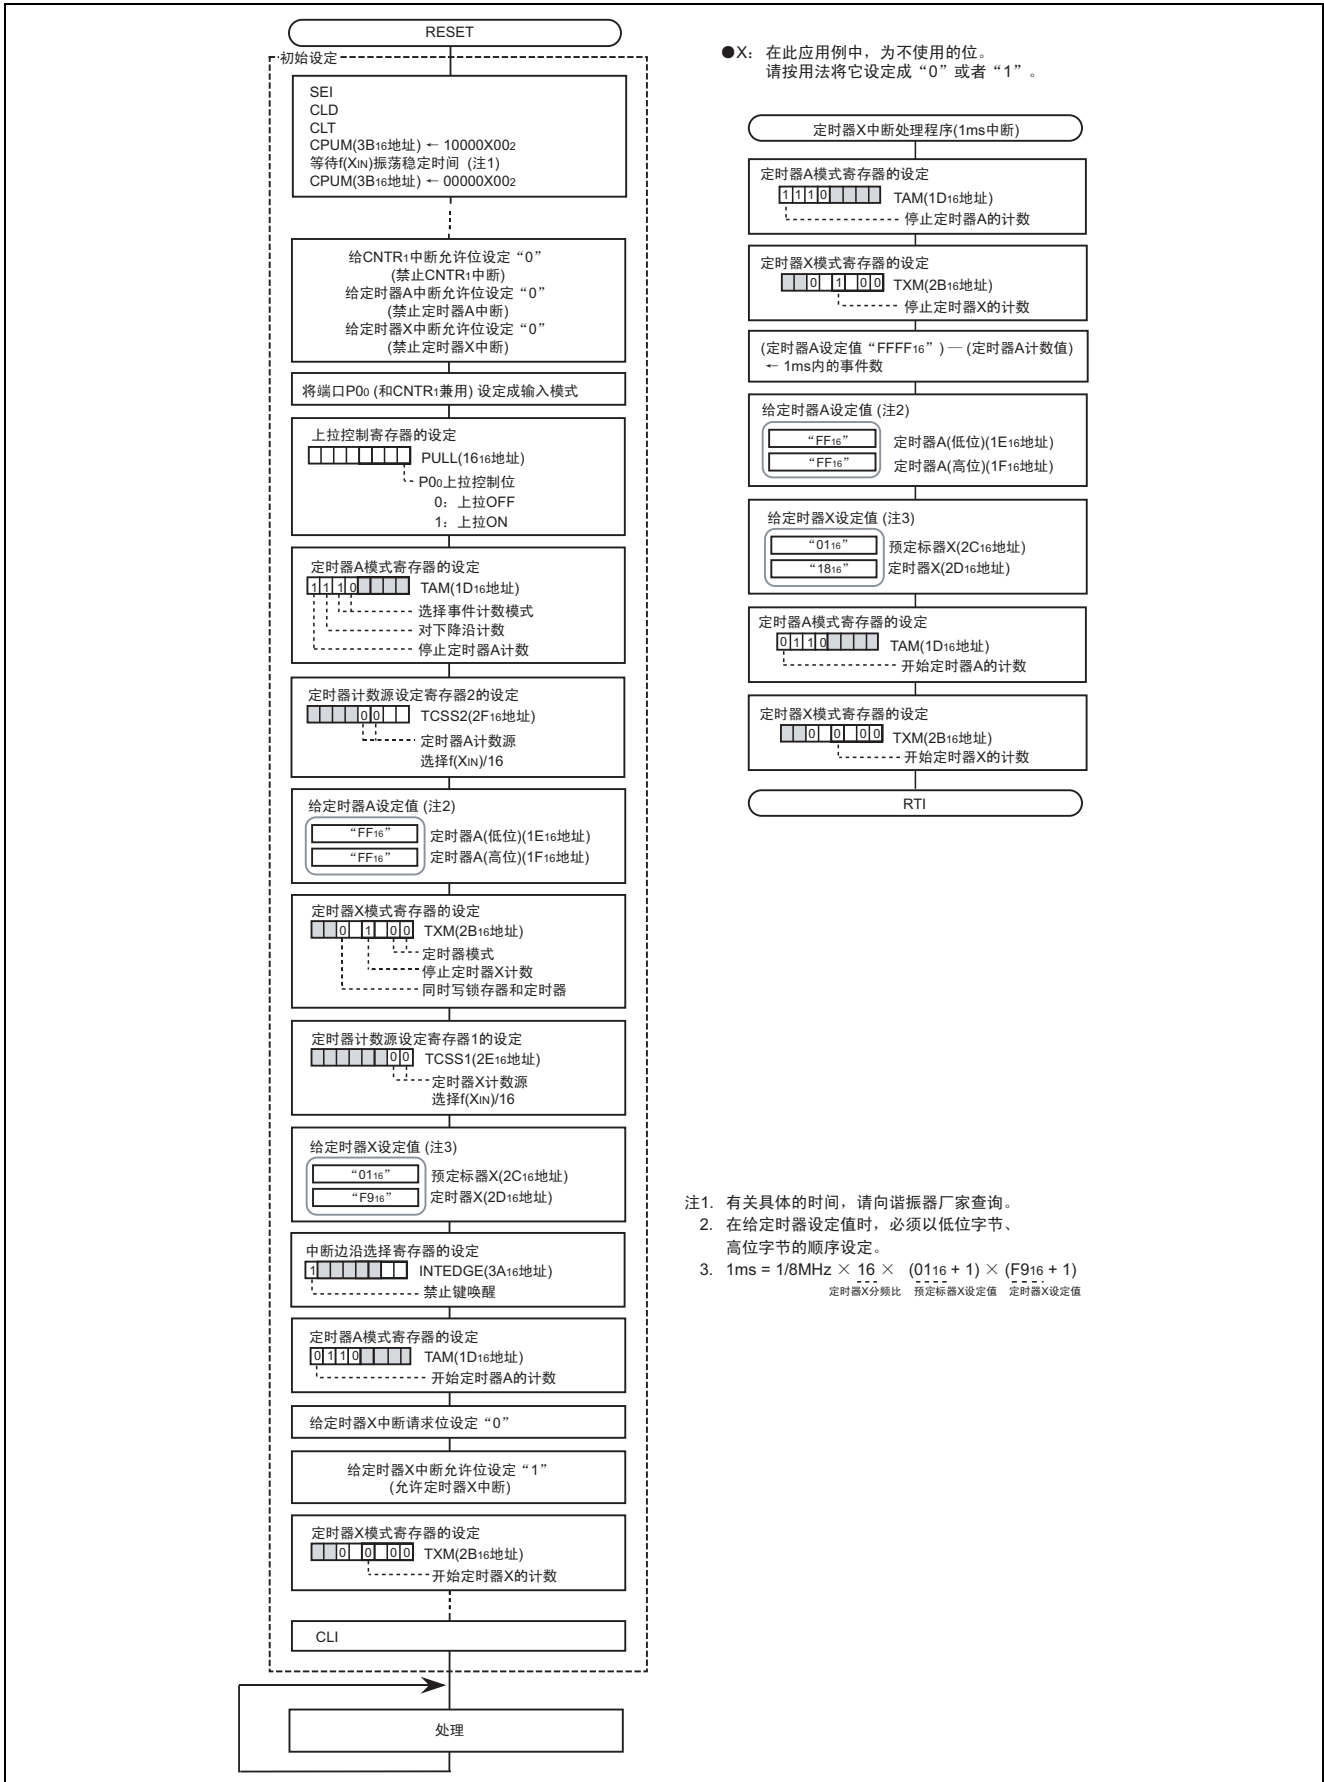 RESET
初始设定
SEI
CLD
CLT
CPUM(3B16地址) ← 10000X002
等待f(XIN)振荡稳定时间 (注1)
CPUM(3B16地址) ← 00000X002
给CNTR1中断允许位设定“0”
(禁止CNTR1中断)
给定时器A中断允许位设定“0”
(禁止定时器A中断)
给定时器X中断允许位设定“0”
(禁止定时器X中断)
将端口P00 (和CNTR1兼用) 设定成输入模式
上拉控制寄存器的设定
PULL(1616地址)
P00上拉控制位
0：上拉OFF
1：上拉ON
定时器A模式寄存器的设定
1 1 1 0 TAM(1D16地址)
选择事件计数模式
对下降沿计数
停止定时器A计数
定时器计数源设定寄存器2的设定
0 0 TCSS2(2F16地址)
定时器A计数源
选择f(XIN)/16
给定时器A设定值 (注2)
“FF16” 定时器A(低位)(1E16地址)
“FF16” 定时器A(高位)(1F16地址)
定时器X模式寄存器的设定
0 1 0 0 TXM(2B16地址)
定时器模式
停止定时器X计数
同时写锁存器和定时器
定时器计数源设定寄存器1的设定
0 0 TCSS1(2E16地址)
定时器X计数源
选择f(XIN)/16
给定时器X设定值 (注3)
“0116” 预定标器X(2C16地址)
“F916” 定时器X(2D16地址)
中断边沿选择寄存器的设定
1 INTEDGE(3A16地址)
禁止键唤醒
定时器A模式寄存器的设定
0 1 1 0 TAM(1D16地址)
开始定时器A的计数
给定时器X中断请求位设定“0”
给定时器X中断允许位设定“1”
(允许定时器X中断)
定时器X模式寄存器的设定
0 0 0 0 TXM(2B16地址)
开始定时器X的计数
CLI
处理
●X：在此应用例中，为不使用的位。
请按用法将它设定成“0”或者“1”。
定时器X中断处理程序(1ms中断)
定时器A模式寄存器的设定
1 1 1 0 TAM(1D16地址)
停止定时器A的计数
定时器X模式寄存器的设定
0 1 0 0 TXM(2B16地址)
停止定时器X的计数
(定时器A设定值“FFFF16”) — (定时器A计数值)
← 1ms内的事件数
给定时器A设定值 (注2)
“FF16” 定时器A(低位)(1E16地址)
“FF16” 定时器A(高位)(1F16地址)
给定时器X设定值 (注3)
“0116” 预定标器X(2C16地址)
“1816” 定时器X(2D16地址)
定时器A模式寄存器的设定
0 1 1 0 TAM(1D16地址)
开始定时器A的计数
定时器X模式寄存器的设定
0 0 0 0 TXM(2B16地址)
开始定时器X的计数
RTI
注1. 有关具体的时间，请向谐振器厂家查询。
2. 在给定时器设定值时，必须以低位字节、
高位字节的顺序设定。
3. 1ms = 1/8MHz × 16 × (0116 + 1) × (F916 + 1)
定时器X分频比 预定标器X设定值 定时器X设定值